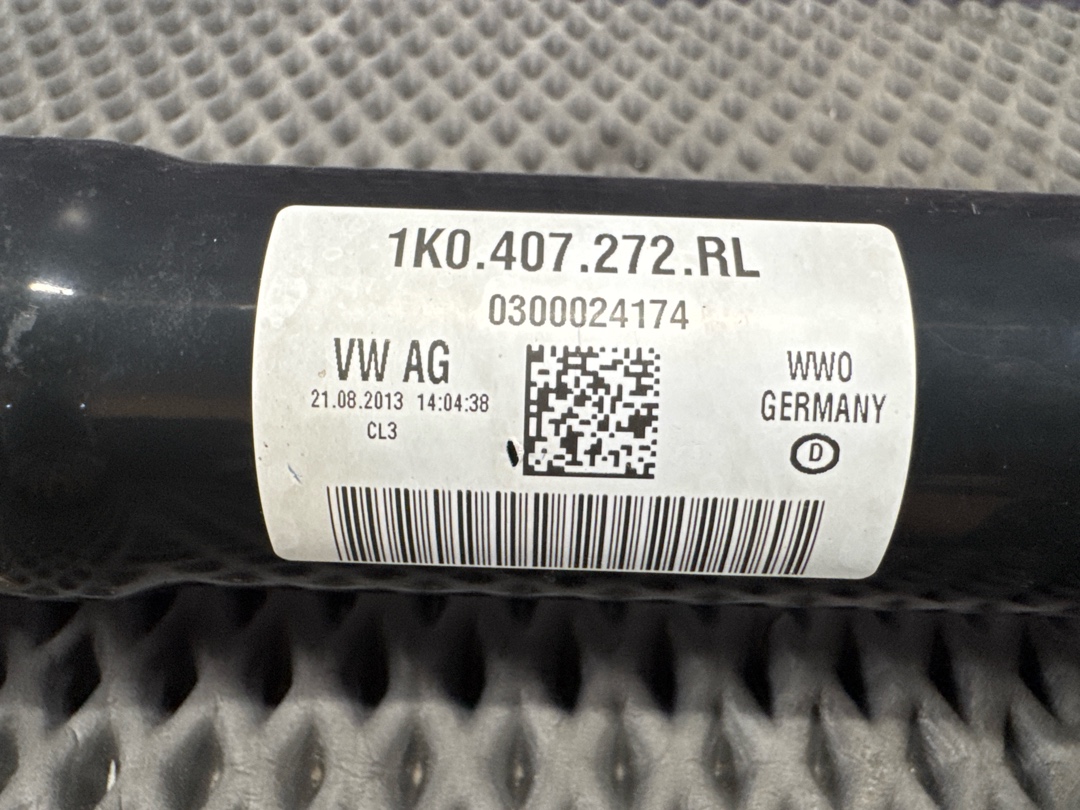 1K0.407.272.RL
0300024174
VW AG
21.08.2013 14:04:38
CL3
WWO
GERMANY
D